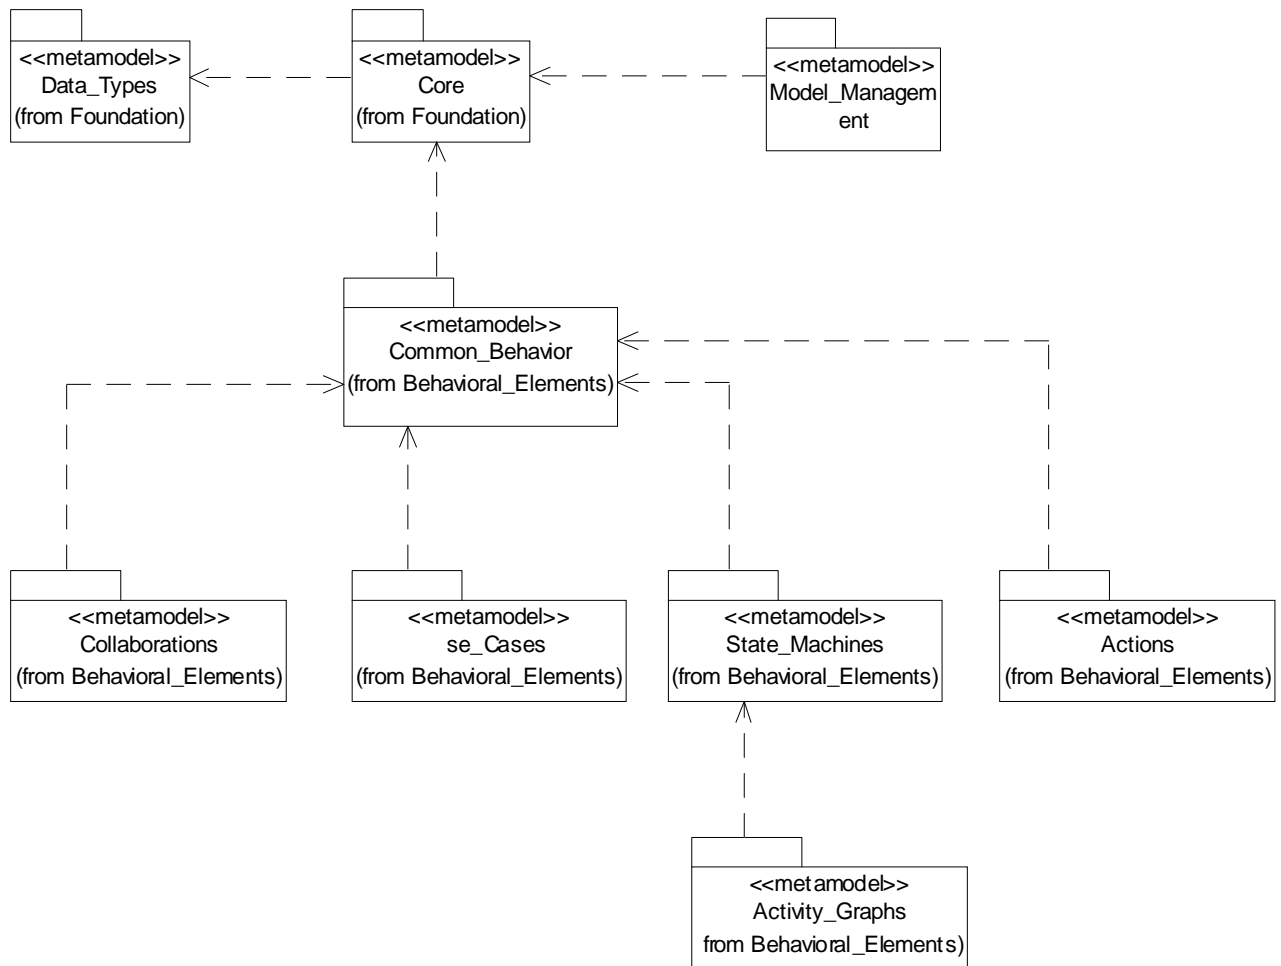 <<metamodel>>
Data_Types
(from Foundation)
<<metamodel>>
Core
(from Foundation)
<<metamodel>>
Model_Managem
ent
<<metamodel>>
Common_Behavior
(from Behavioral_Elements)
<<metamodel>>
Collaborations
(from Behavioral_Elements)
<<metamodel>>
se_Cases
(from Behavioral_Elements)
<<metamodel>>
State_Machines
(from Behavioral_Elements)
<<metamodel>>
Actions
(from Behavioral_Elements)
<<metamodel>>
Activity_Graphs
from Behavioral_Elements)